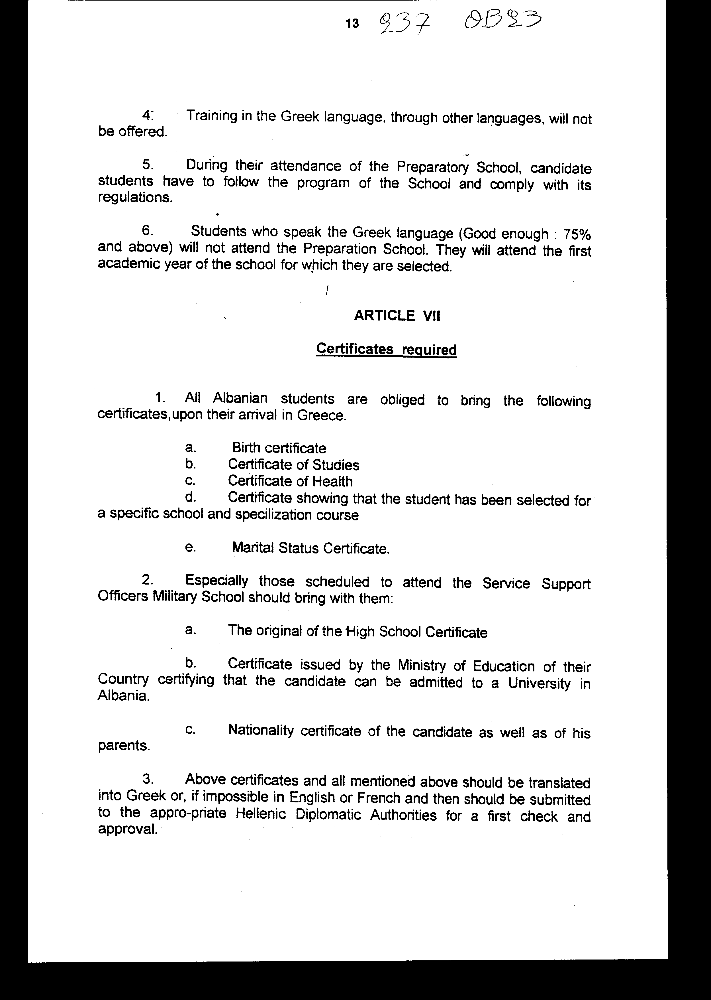 13 237 OB23
4. Training in the Greek language, through other languages, will not
be offered.
5. During their attendance of the Preparatory School, candidate
students have to follow the program of the School and comply with its
regulations.
6. Students who speak the Greek language (Good enough : 75%
and above) will not attend the Preparation School. They will attend the first
academic year of the school for which they are selected.
ARTICLE VII
Certificates required
1. All Albanian students are obliged to bring the following
certificates,upon their arrival in Greece.
a. Birth certificate
b. Certificate of Studies
c. Certificate of Health
d. Certificate showing that the student has been selected for
a specific school and specilization course
e. Marital Status Certificate.
2. Especially those scheduled to attend the Service Support
Officers Military School should bring with them:
a. The original of the High School Certificate
b. Certificate issued by the Ministry of Education of their
Country certifying that the candidate can be admitted to a University in
Albania.
c. Nationality certificate of the candidate as well as of his
parents.
3. Above certificates and all mentioned above should be translated
into Greek or, if impossible in English or French and then should be submitted
to the appro-priate Hellenic Diplomatic Authorities for a first check and
approval.